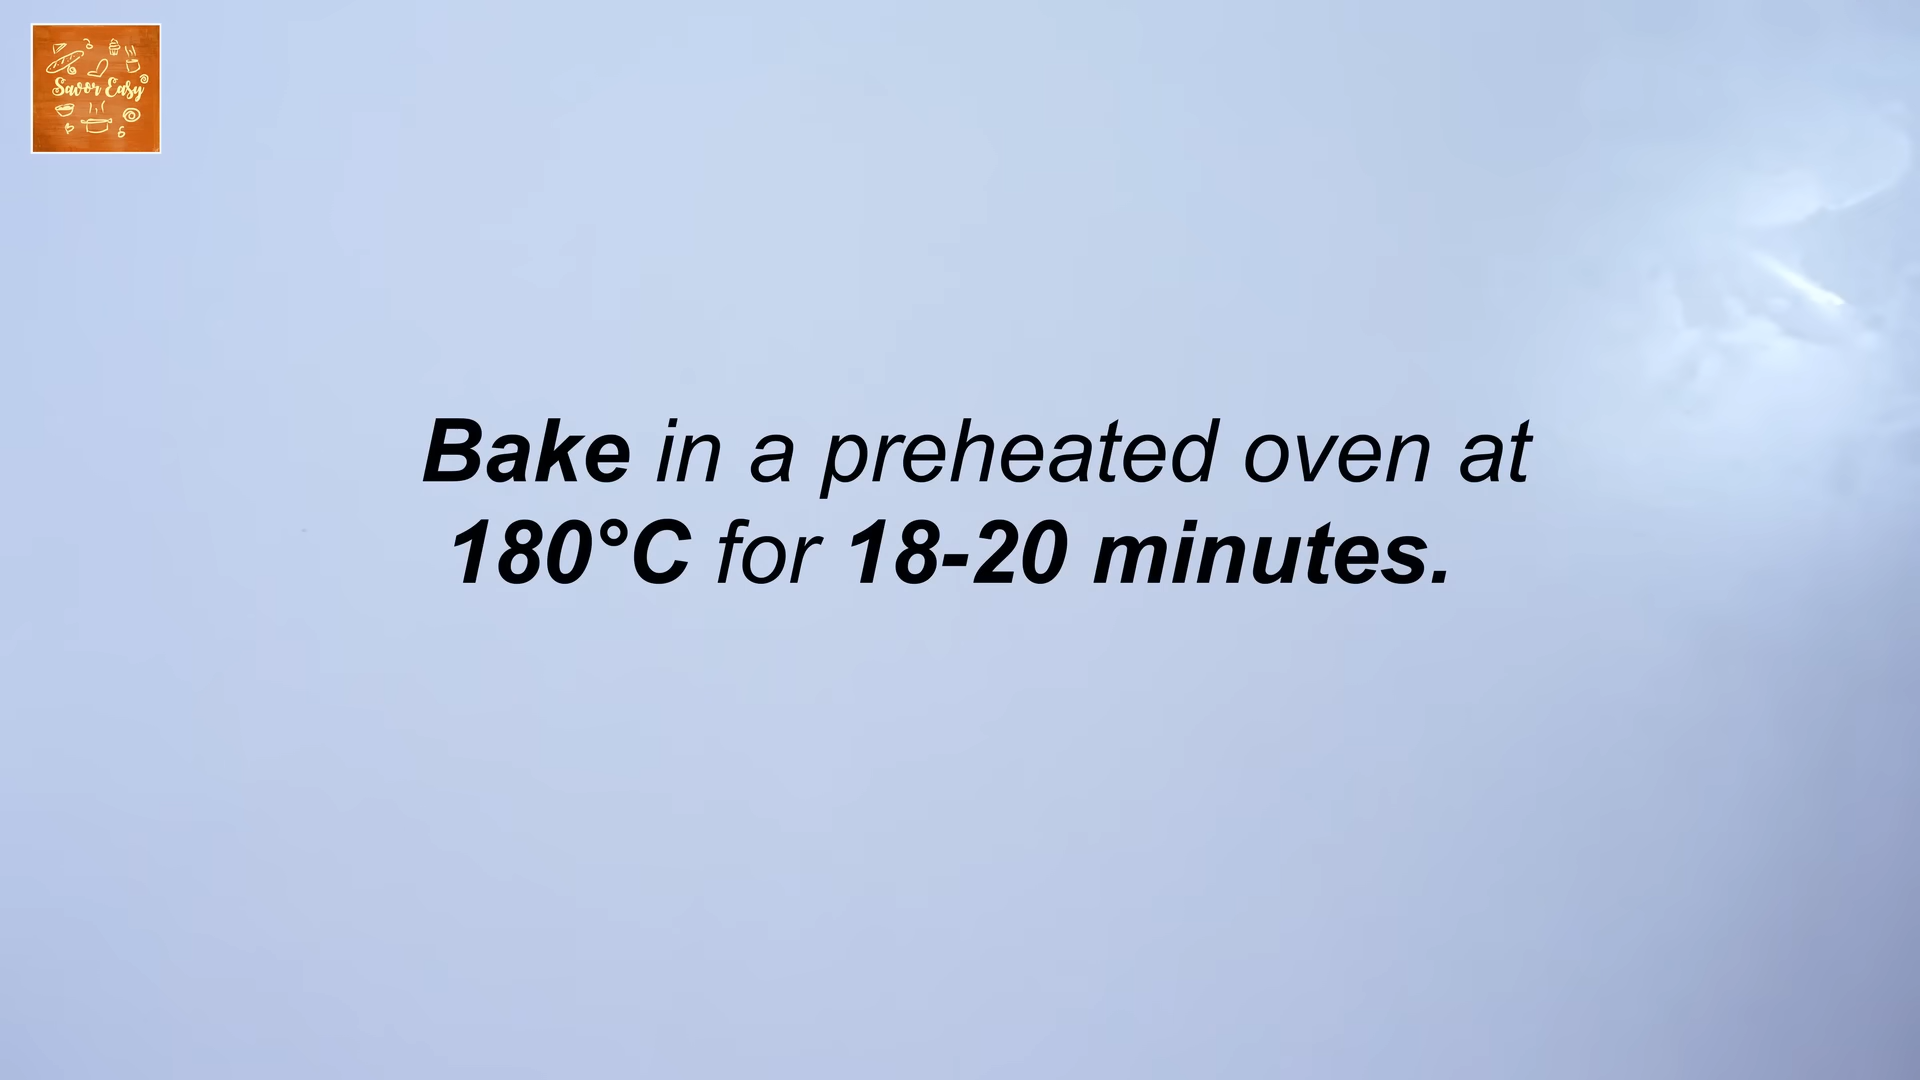 Savor Easy
Bake in a preheated oven at
180°C for 18-20 minutes.